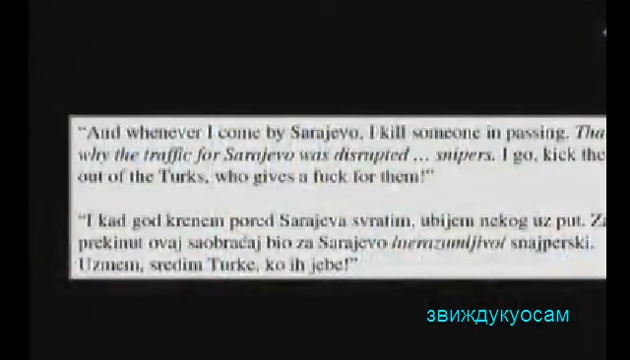 “And whenever I come by Sarajevo, I kill someone in passing. Tha
why the traffic for Sarajevo was disrupted ... snipers. I go, kick the
out of the Turks, who gives a fuck for them!”
“I kad god krenem pored Sarajeva svratim, ubijem nekog uz put. Za
prekinut ovaj saobraćaj bio za Sarajevo /nerazumljivo/ snajperski.
Uzmem, sredim Turke, ko ih jebe!”
звиждукуосам